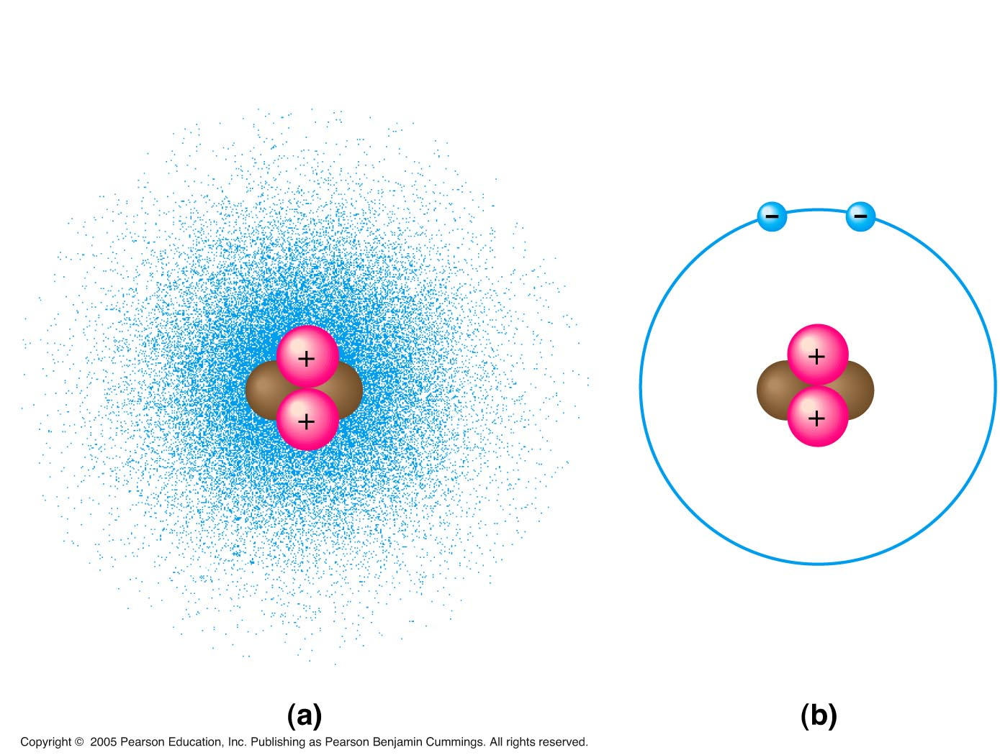 − −
+ +
+ +
(a) (b)
Copyright © 2005 Pearson Education, Inc. Publishing as Pearson Benjamin Cummings. All rights reserved.